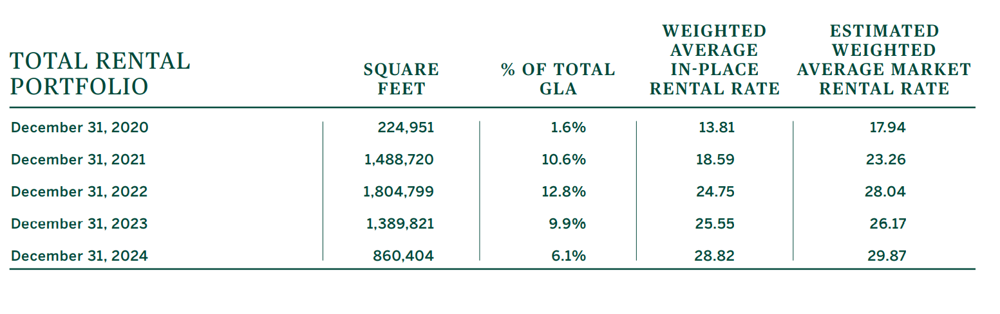 TOTAL RENTAL
PORTFOLIO
SQUARE
FEET
% OF TOTAL
GLA
WEIGHTED
AVERAGE
IN-PLACE
RENTAL RATE
ESTIMATED
WEIGHTED
AVERAGE MARKET
RENTAL RATE
December 31, 2020 224,951 1.6% 13.81 17.94
December 31, 2021 1,488,720 10.6% 18.59 23.26
December 31, 2022 1,804,799 12.8% 24.75 28.04
December 31, 2023 1,389,821 9.9% 25.55 26.17
December 31, 2024 860,404 6.1% 28.82 29.87